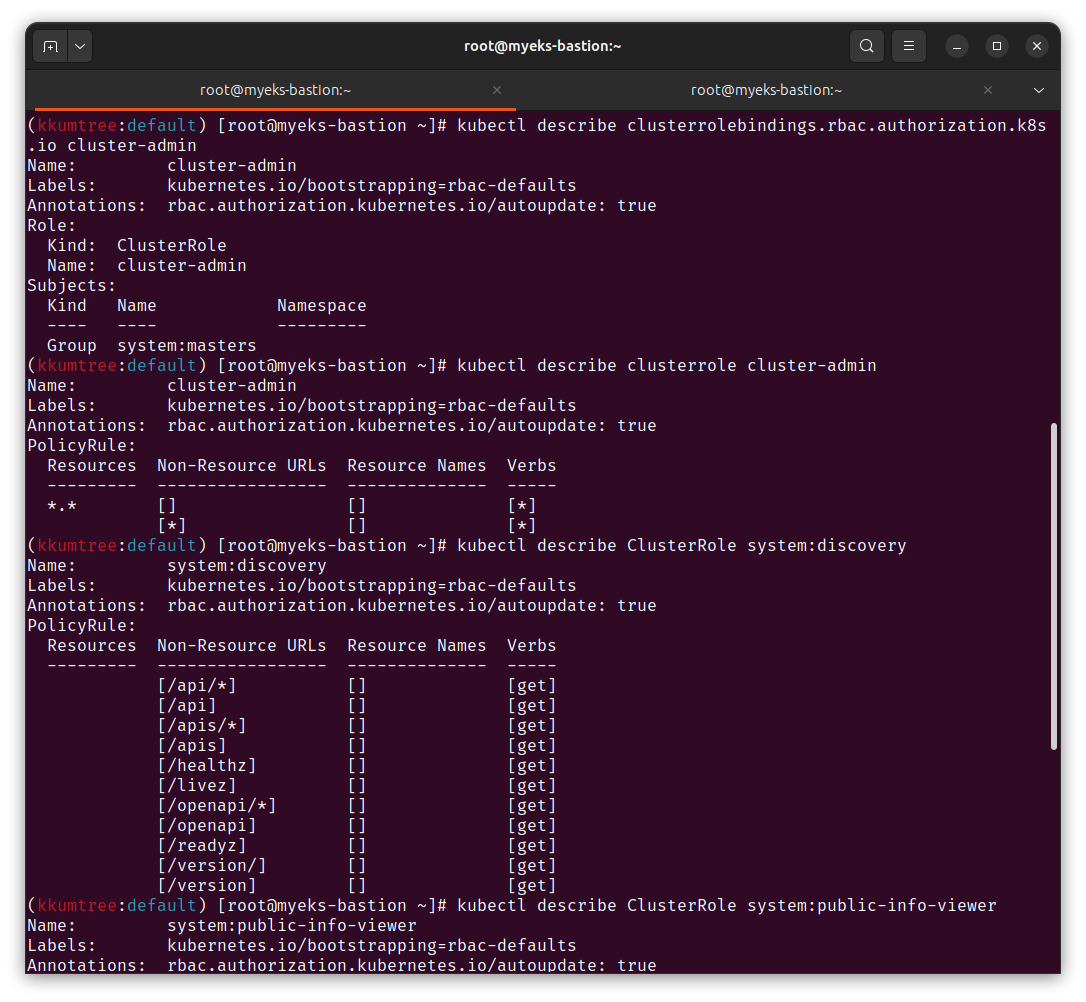 root@myeks-bastion:~
root@myeks-bastion:~ root@myeks-bastion:~
(kkumtree:default) [root@myeks-bastion ~]# kubectl describe clusterrolebindings.rbac.authorization.k8s
.io cluster-admin
Name:         cluster-admin
Labels:       kubernetes.io/bootstrapping=rbac-defaults
Annotations:  rbac.authorization.kubernetes.io/autoupdate: true
Role:
  Kind:  ClusterRole
  Name:  cluster-admin
Subjects:
  Kind   Name            Namespace
  ----   ----            ---------
  Group  system:masters
(kkumtree:default) [root@myeks-bastion ~]# kubectl describe clusterrole cluster-admin
Name:         cluster-admin
Labels:       kubernetes.io/bootstrapping=rbac-defaults
Annotations:  rbac.authorization.kubernetes.io/autoupdate: true
PolicyRule:
  Resources  Non-Resource URLs  Resource Names  Verbs
  ---------  -----------------  --------------  -----
  *.*        []                 []              [*]
             [*]                []              [*]
(kkumtree:default) [root@myeks-bastion ~]# kubectl describe ClusterRole system:discovery
Name:         system:discovery
Labels:       kubernetes.io/bootstrapping=rbac-defaults
Annotations:  rbac.authorization.kubernetes.io/autoupdate: true
PolicyRule:
  Resources  Non-Resource URLs  Resource Names  Verbs
  ---------  -----------------  --------------  -----
             [/api/*]           []              [get]
             [/api]             []              [get]
             [/apis/*]          []              [get]
             [/apis]            []              [get]
             [/healthz]         []              [get]
             [/livez]           []              [get]
             [/openapi/*]       []              [get]
             [/openapi]         []              [get]
             [/readyz]          []              [get]
             [/version/]        []              [get]
             [/version]         []              [get]
(kkumtree:default) [root@myeks-bastion ~]# kubectl describe ClusterRole system:public-info-viewer
Name:         system:public-info-viewer
Labels:       kubernetes.io/bootstrapping=rbac-defaults
Annotations:  rbac.authorization.kubernetes.io/autoupdate: true